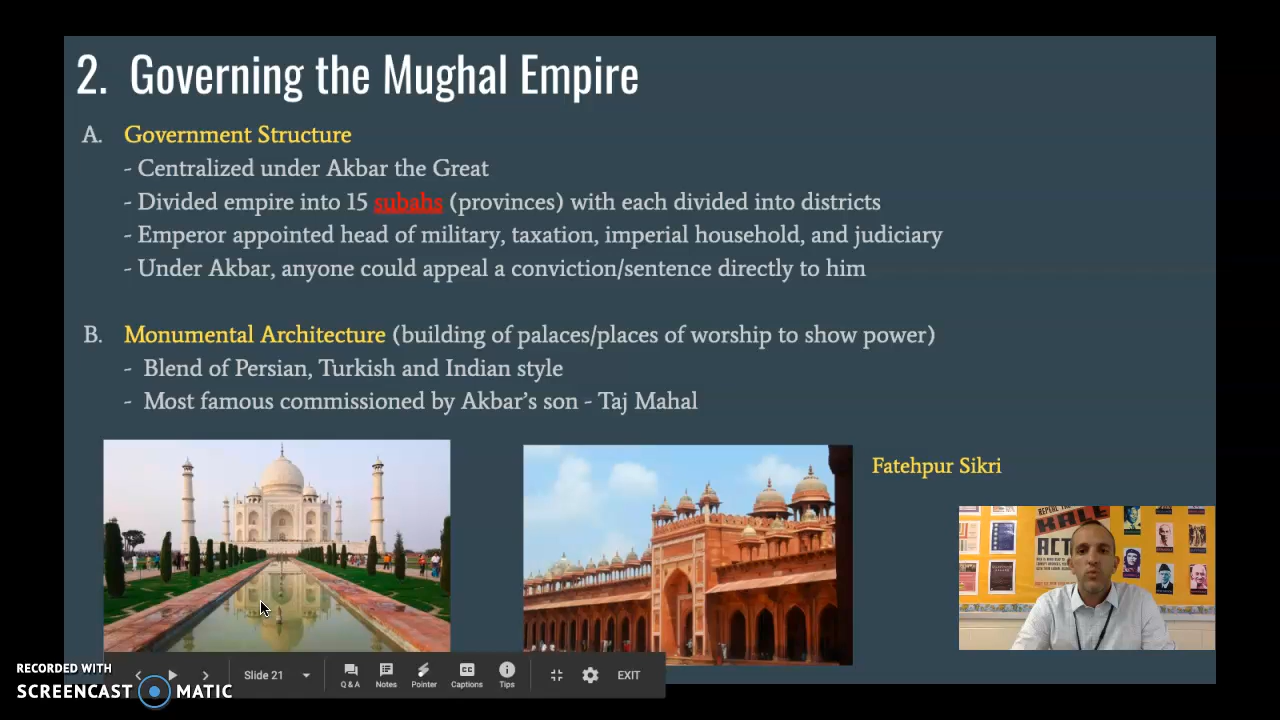 2. Governing the Mughal Empire
A. Government Structure
- Centralized under Akbar the Great
- Divided empire into 15 subahs (provinces) with each divided into districts
- Emperor appointed head of military, taxation, imperial household, and judiciary
- Under Akbar, anyone could appeal a conviction/sentence directly to him
B. Monumental Architecture (building of palaces/places of worship to show power)
- Blend of Persian, Turkish and Indian style
- Most famous commissioned by Akbar's son - Taj Mahal
Fatehpur Sikri
ACT
RECORDED WITH
SCREENCAST MATIC
Slide 21
Q & A
Notes
Pointer
Captions
Tips
EXIT